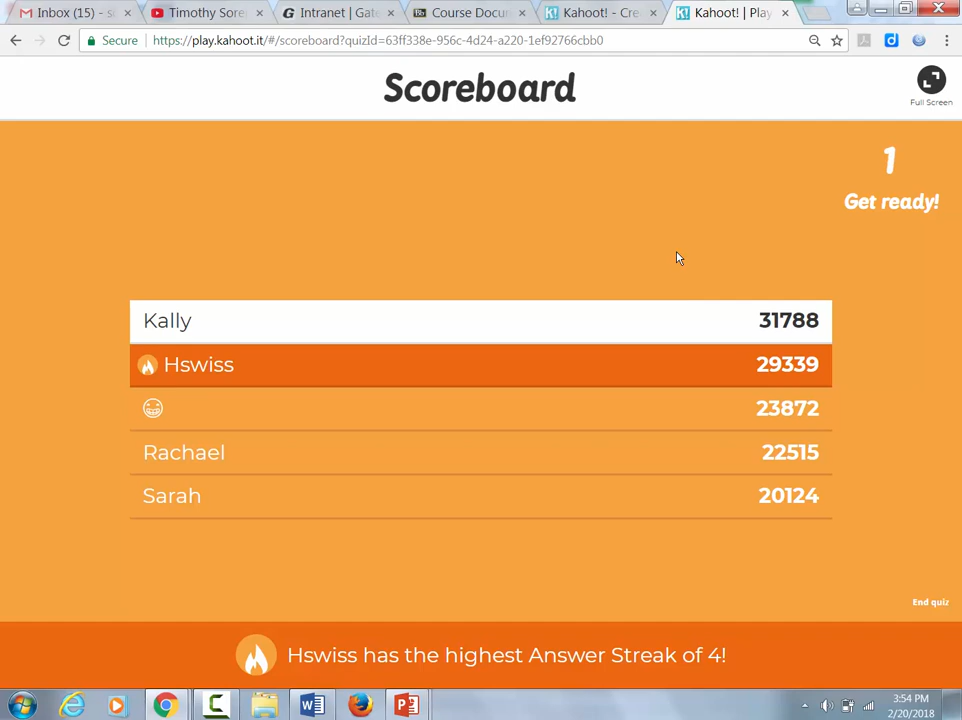 Inbox (15) - s
Timothy Sore
Intranet | Gate
Course Docu
Kahoot! - Cre
Kahoot! | Play
Secure
https://play.kahoot.it/#/scoreboard?quizId=63ff338e-956c-4d24-a220-1ef92766cbb0
Scoreboard
Full Screen
1
Get ready!
Kally 31788
Hswiss 29339
23872
Rachael 22515
Sarah 20124
End quiz
Hswiss has the highest Answer Streak of 4!
3:54 PM
2/20/2018